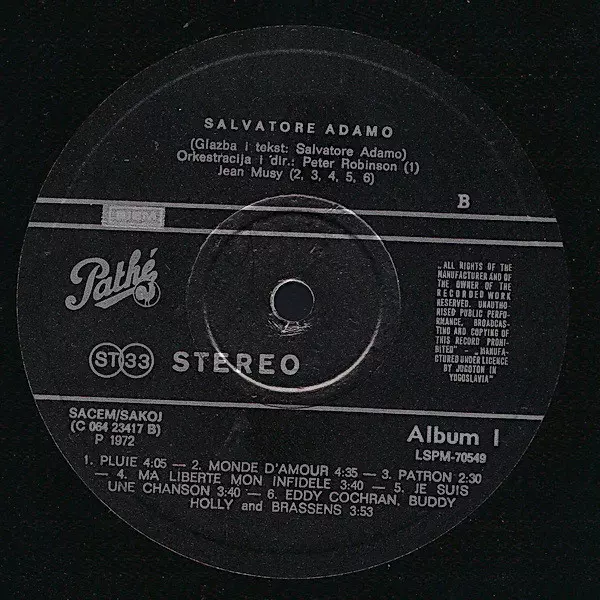 SALVATORE ADAMO
(Glazba i tekst: Salvatore Adamo)
Orkestracija i dir.: Peter Robinson (1)
Jean Musy (2, 3, 4, 5, 6)
B
Pathé
„ALL RIGHTS OF THE
MANUFACTURER AND OF
THE OWNER OF THE
RECORDED WORK
RESERVED. UNAUTHO-
RISED PUBLIC PERFO-
RMANCE, BROADCAS-
TING AND COPYING OF
THIS RECORD PROHI-
BITED" - „MANUFA-
CTURED UNDER LICENCE
BY JUGOTON IN
YUGOSLAVIA"
ST 33 STEREO
SACEM/SAKOJ
(C 064 23417 B)
P 1972
Album I
LSPM-70549
1. PLUIE 4:05 — 2. MONDE D'AMOUR 4:35 — 3. PATRON 2:30
— 4. MA LIBERTE MON INFIDELE 3:40 — 5. JE SUIS
UNE CHANSON 3:40 — 6. EDDY COCHRAN, BUDDY
HOLLY and BRASSENS 3:53